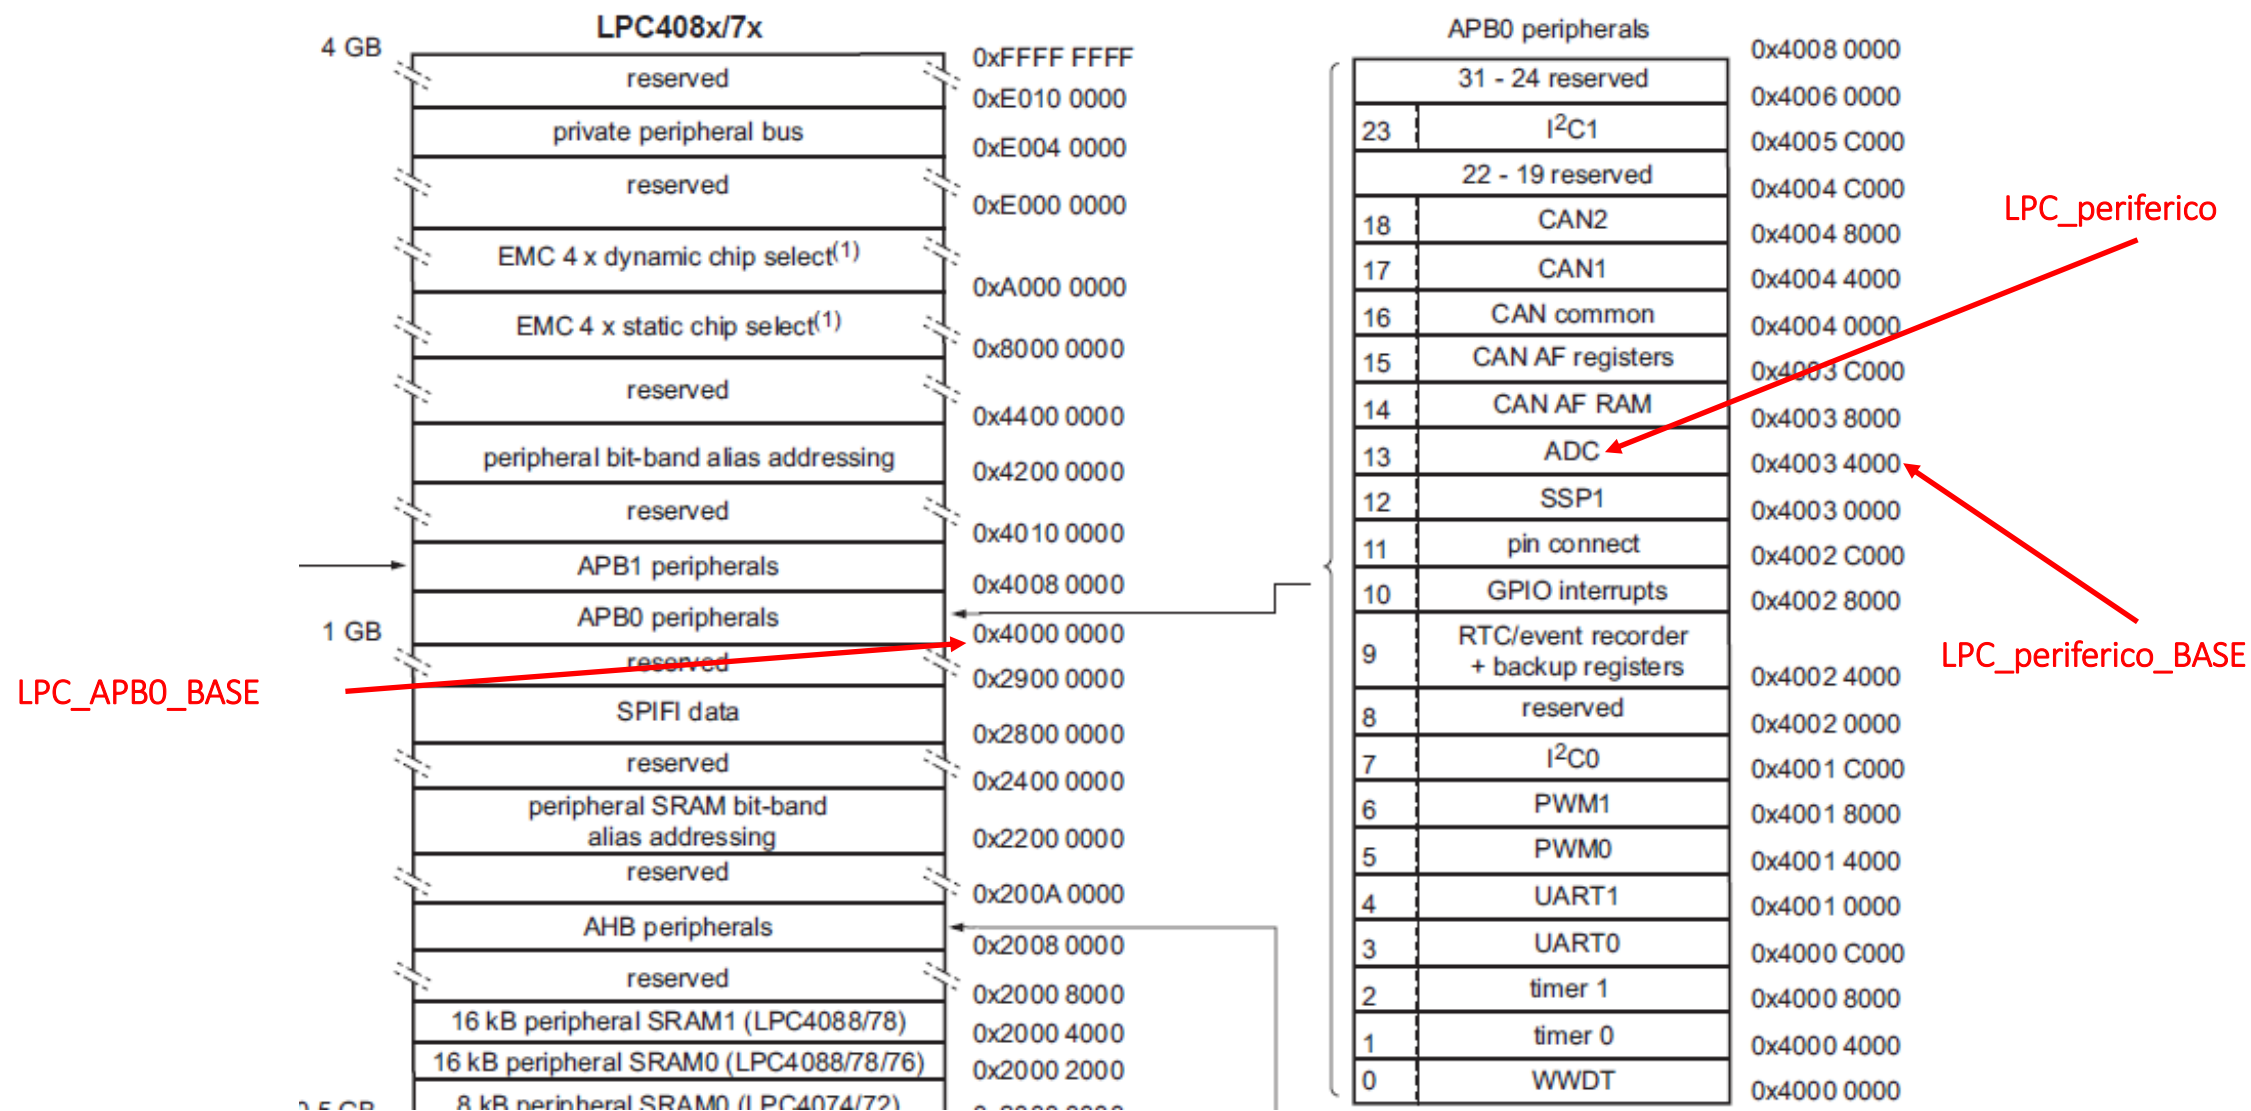 LPC408x/7x
4 GB
reserved
0xFFFF FFFF
0xE010 0000
private peripheral bus
0xE004 0000
reserved
0xE000 0000
EMC 4 x dynamic chip select(1)
0xA000 0000
EMC 4 x static chip select(1)
0x8000 0000
reserved
0x4400 0000
peripheral bit-band alias addressing
0x4200 0000
reserved
0x4010 0000
APB1 peripherals
0x4008 0000
APB0 peripherals
1 GB
0x4000 0000
reserved
0x2900 0000
LPC_APB0_BASE
SPIFI data
0x2800 0000
reserved
0x2400 0000
peripheral SRAM bit-band
alias addressing
0x2200 0000
reserved
0x200A 0000
AHB peripherals
0x2008 0000
reserved
0x2000 8000
16 kB peripheral SRAM1 (LPC4088/78)
0x2000 4000
16 kB peripheral SRAM0 (LPC4088/78/76)
0x2000 2000
8 kB peripheral SRAM0 (LPC4074/72)
APB0 peripherals
0x4008 0000
31 - 24 reserved
0x4006 0000
23 I2C1
0x4005 C000
22 - 19 reserved
0x4004 C000
18 CAN2
0x4004 8000
17 CAN1
0x4004 4000
16 CAN common
0x4004 0000
15 CAN AF registers
0x4003 C000
14 CAN AF RAM
0x4003 8000
13 ADC
0x4003 4000
12 SSP1
0x4003 0000
11 pin connect
0x4002 C000
10 GPIO interrupts
0x4002 8000
9 RTC/event recorder
+ backup registers
0x4002 4000
8 reserved
0x4002 0000
7 I2C0
0x4001 C000
6 PWM1
0x4001 8000
5 PWM0
0x4001 4000
4 UART1
0x4001 0000
3 UART0
0x4000 C000
2 timer 1
0x4000 8000
1 timer 0
0x4000 4000
0 WWDT
0x4000 0000
LPC_periferico
LPC_periferico_BASE